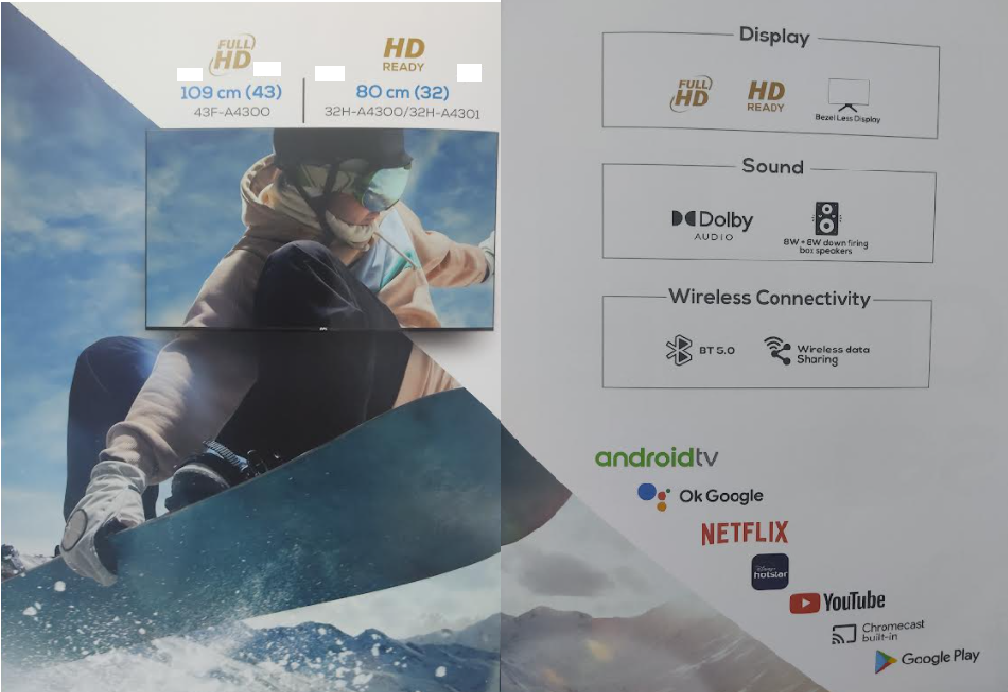 FULL
HD
109 cm (43)
43F-A4300
HD
READY
80 cm (32)
32H-A4300/32H-A4301
Display
FULL
HD
HD
READY
Bezel Less Display
Sound
Dolby
AUDIO
8W + 8W down firing
box speakers
Wireless Connectivity
BT 5.0
Wireless data
Sharing
androidtv
Ok Google
NETFLIX
Disney+
hotstar
YouTube
Chromecast
built-in
Google Play